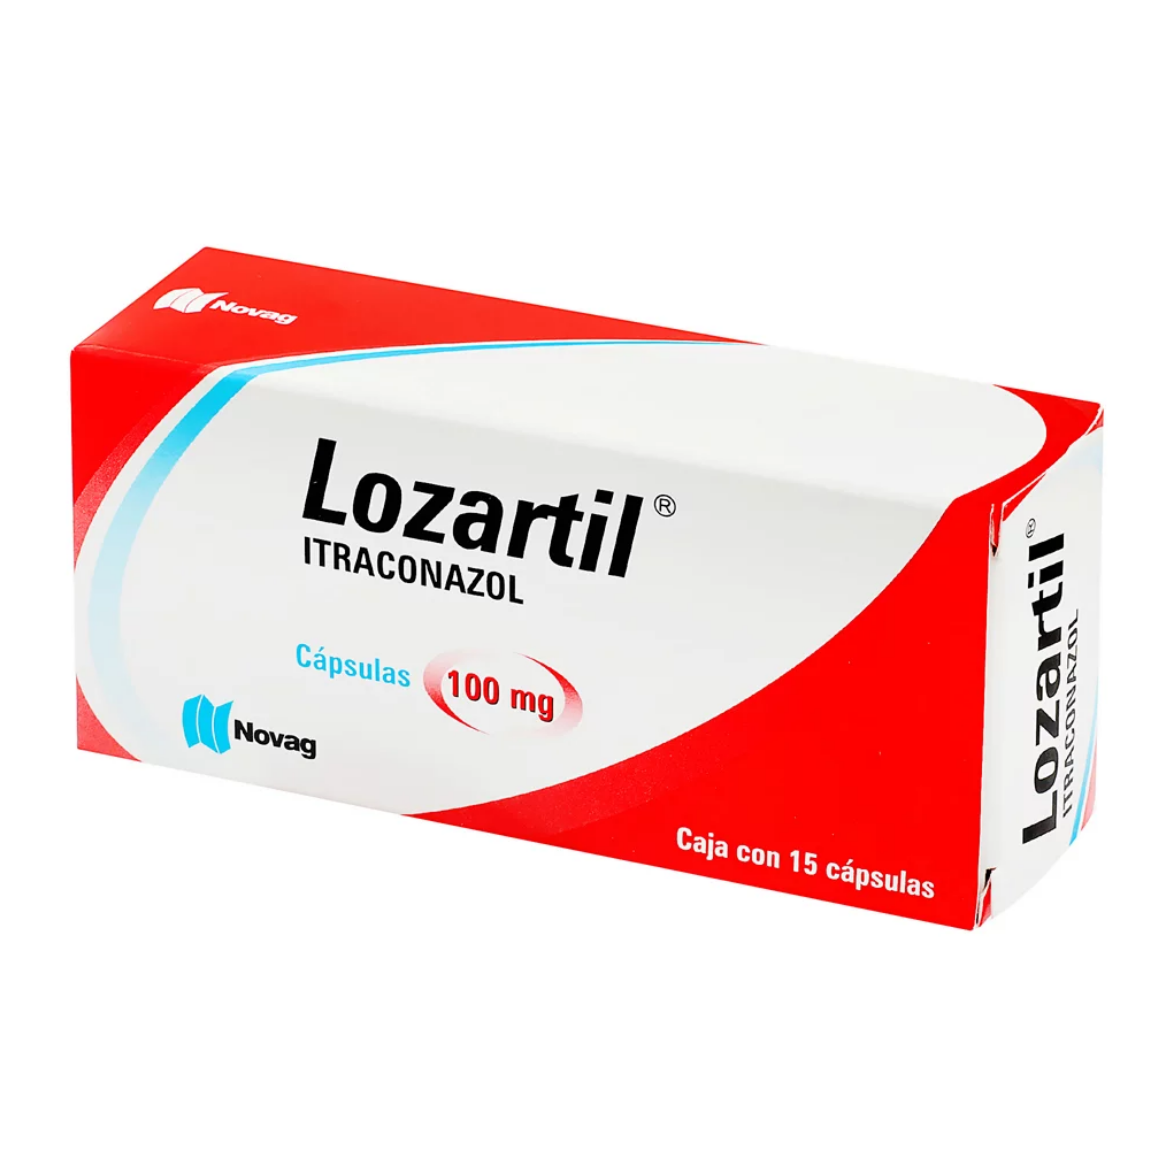 Novag
Lozartil®
ITRACONAZOL
Cápsulas 100 mg
Novag
Caja con 15 cápsulas
Lozartil®
ITRACONAZOL